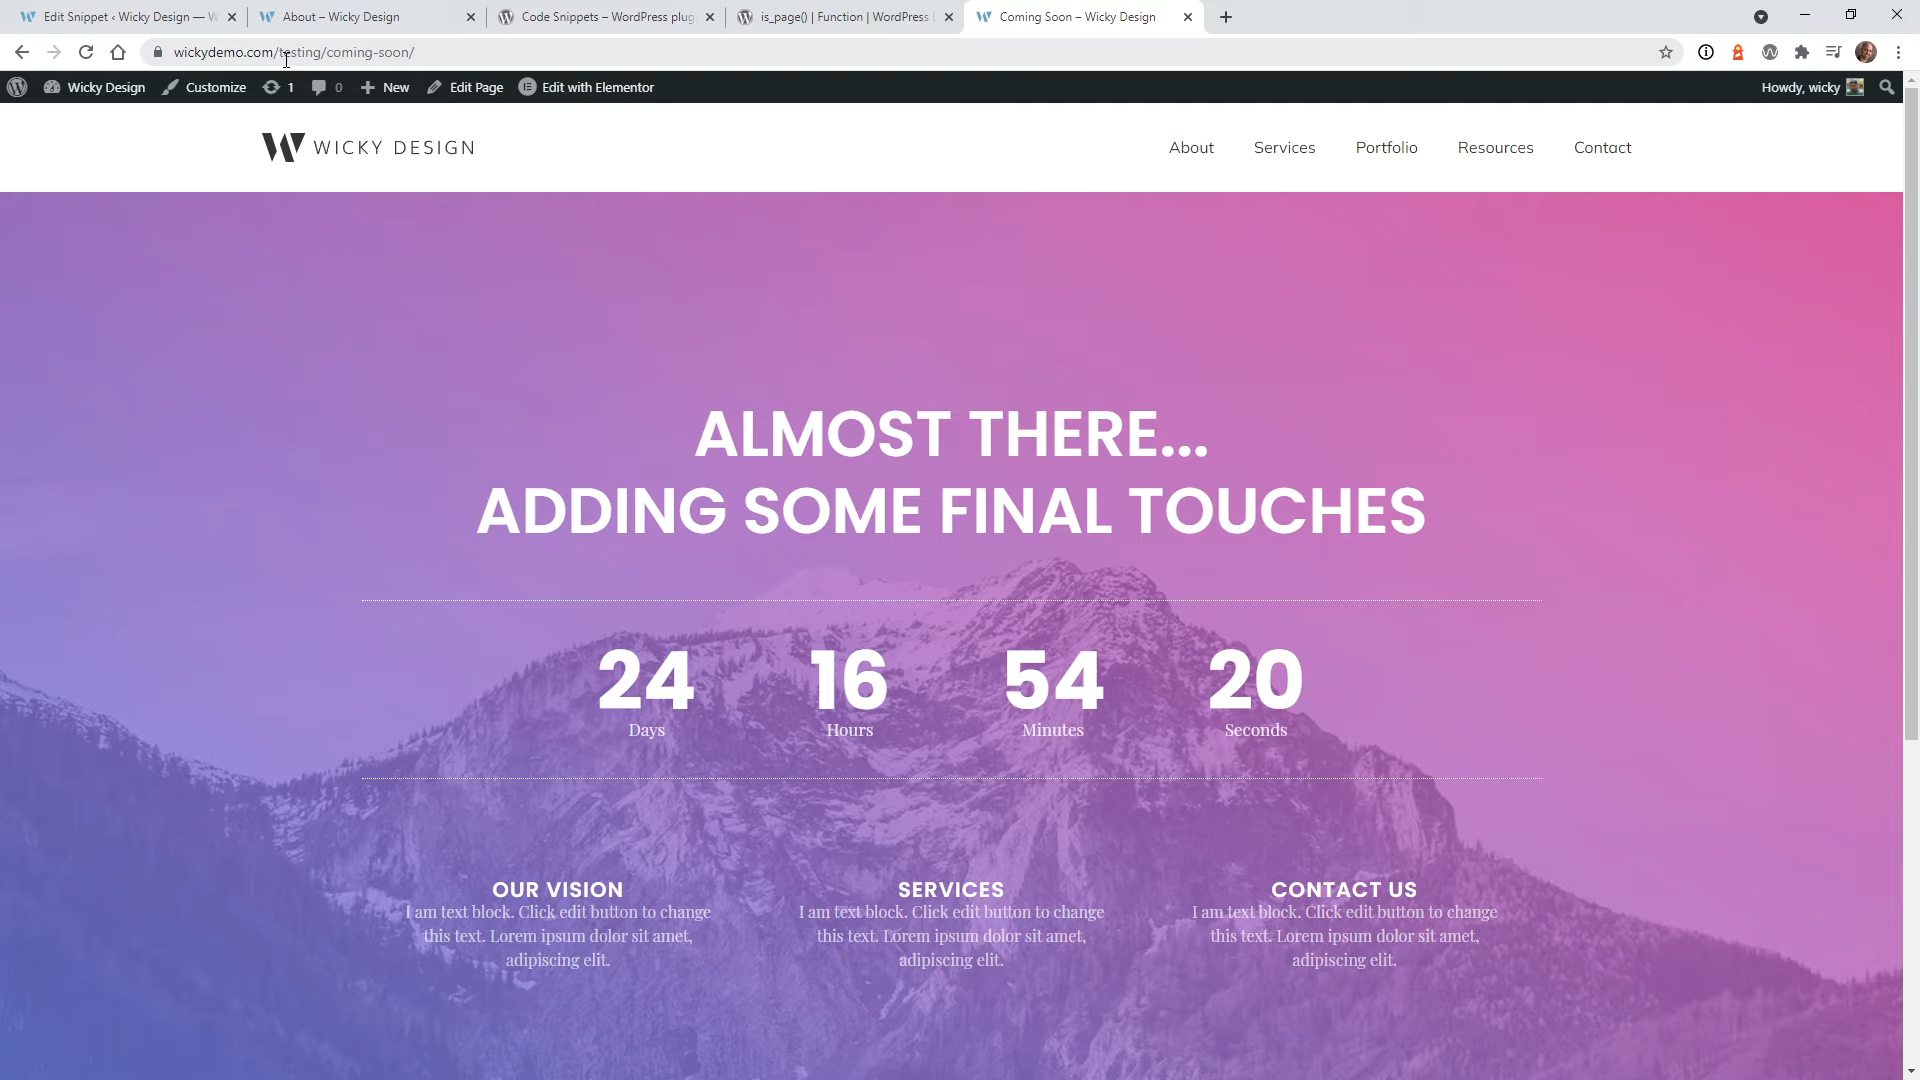 Edit Snippet ‹ Wicky Design — W
About – Wicky Design
Code Snippets – WordPress plug
is_page() | Function | WordPress D
Coming Soon – Wicky Design
wickydemo.com/testing/coming-soon/
Wicky Design
Customize
1
0
New
Edit Page
Edit with Elementor
Howdy, wicky
WICKY DESIGN
About
Services
Portfolio
Resources
Contact
ALMOST THERE...
ADDING SOME FINAL TOUCHES
24
16
54
20
Days
Hours
Minutes
Seconds
OUR VISION
I am text block. Click edit button to change
this text. Lorem ipsum dolor sit amet,
adipiscing elit.
SERVICES
I am text block. Click edit button to change
this text. Lorem ipsum dolor sit amet,
adipiscing elit.
CONTACT US
I am text block. Click edit button to change
this text. Lorem ipsum dolor sit amet,
adipiscing elit.